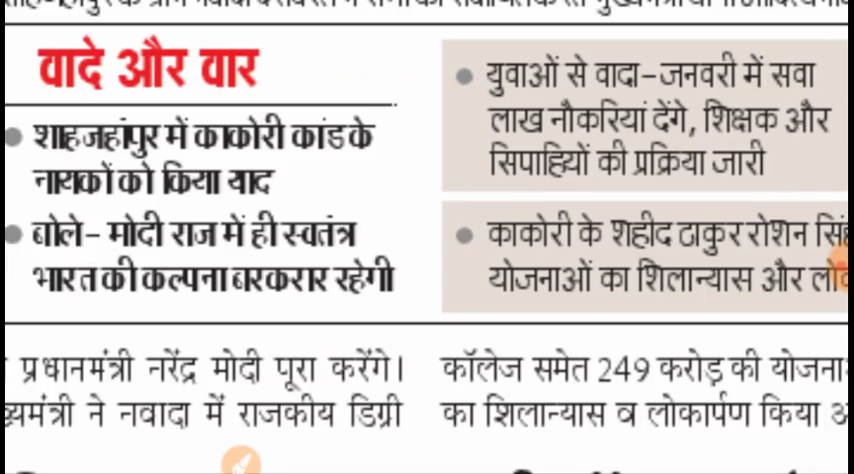 वादे और वार
शाहजहांपुर में काकोरी कांड के
नायकों को किया याद
बोले- मोदी राज में ही स्वतंत्र
भारत की कल्पना बरकरार रहेगी
युवाओं से वादा-जनवरी में सवा
लाख नौकरियां देंगे, शिक्षक और
सिपाहियों की प्रक्रिया जारी
काकोरी के शहीद ठाकुर रोशन
योजनाओं का शिलान्यास और
प्रधानमंत्री नरेंद्र मोदी पूरा करेंगे।
ने नवादा में राजकीय डिग्री
कॉलेज समेत 249 करोड़ की
का शिलान्यास व लोकार्पण किया